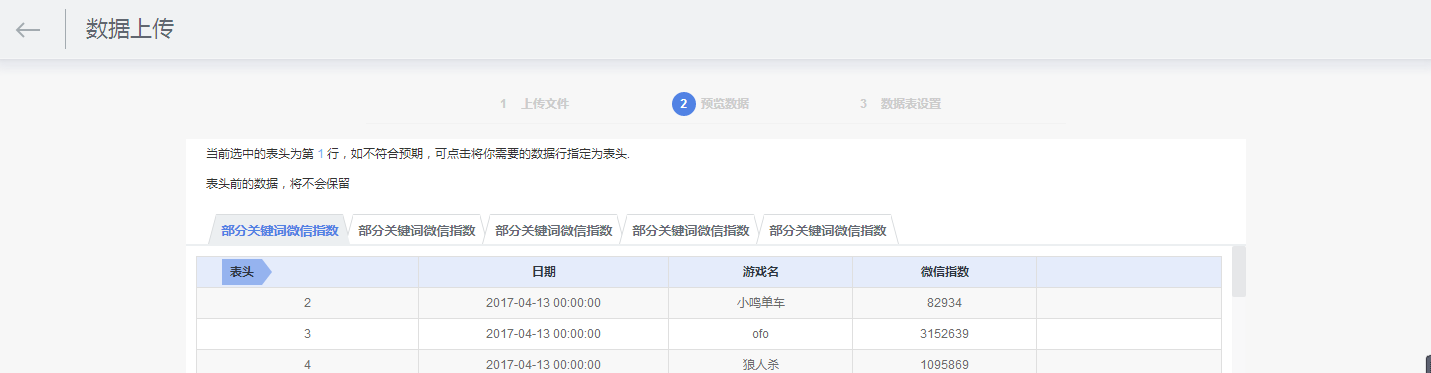 数据上传
1 上传文件 2 预览数据 3 数据表设置
当前选中的表头为第 1 行，如不符合预期，可点击将你需要的数据行指定为表头.
表头前的数据，将不会保留
部分关键词微信指数 部分关键词微信指数 部分关键词微信指数 部分关键词微信指数 部分关键词微信指数
表头 日期 游戏名 微信指数
2 2017-04-13 00:00:00 小鸣单车 82934
3 2017-04-13 00:00:00 ofo 3152639
4 2017-04-13 00:00:00 狼人杀 1095869